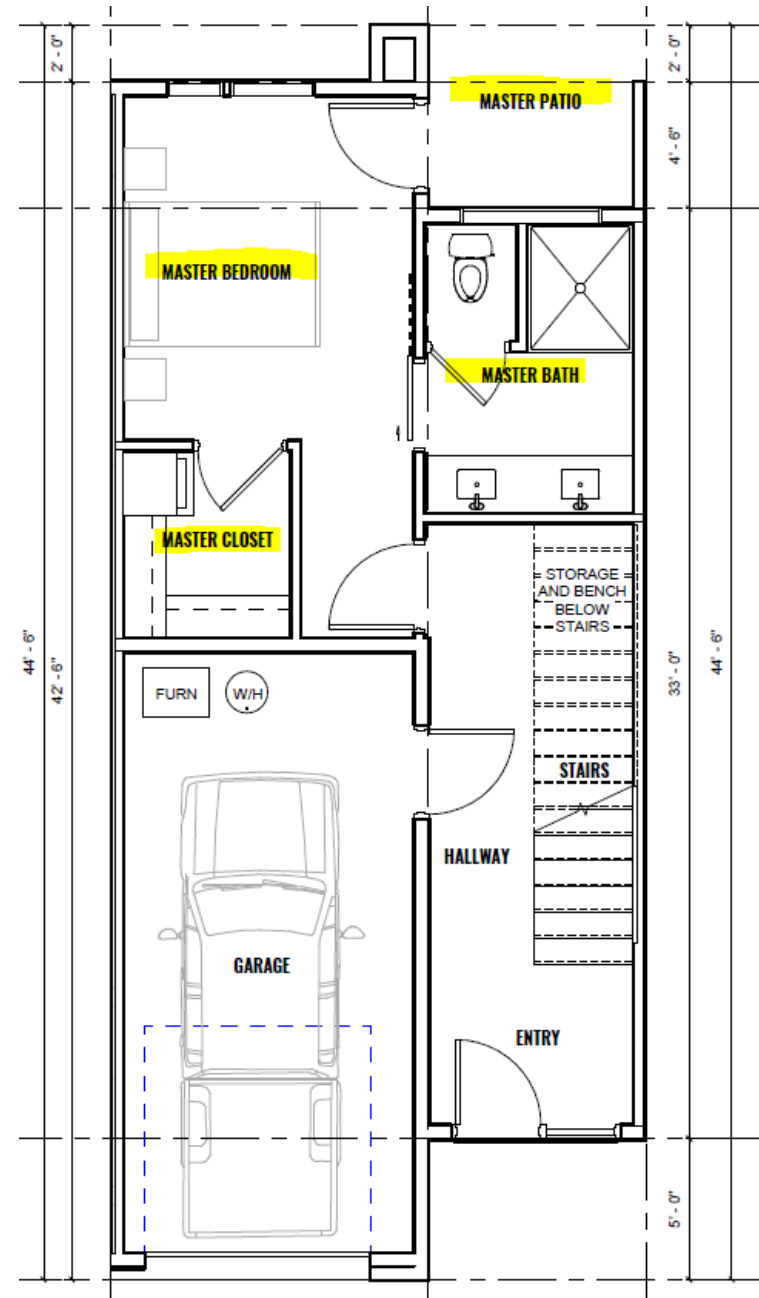 2' - 0"
2' - 0"
MASTER PATIO
4' - 6"
MASTER BEDROOM
MASTER BATH
MASTER CLOSET
STORAGE
AND BENCH
BELOW
STAIRS
44' - 6"
42' - 6"
33' - 0"
44' - 6"
FURN
W/H
STAIRS
HALLWAY
GARAGE
ENTRY
5' - 0"